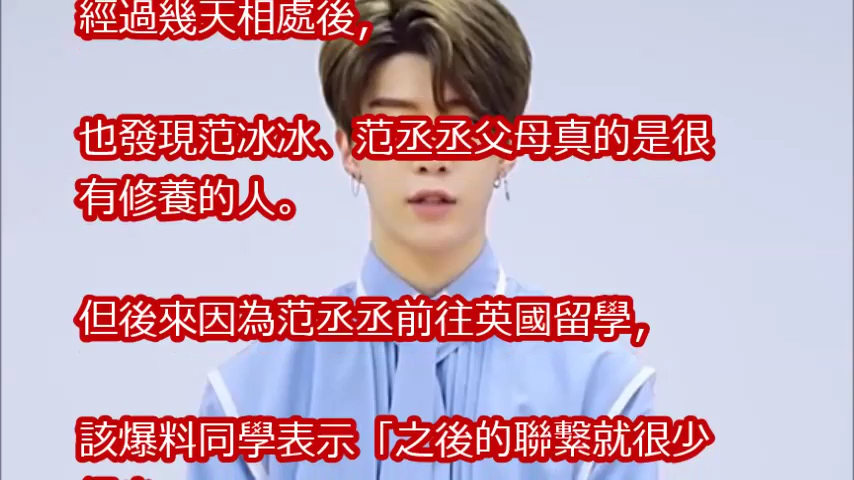 經過幾天相處後，
也發現范冰冰、范丞丞父母真的是很
有修養的人。
但後來因為范丞丞前往英國留學，
該爆料同學表示「之後的聯繫就很少